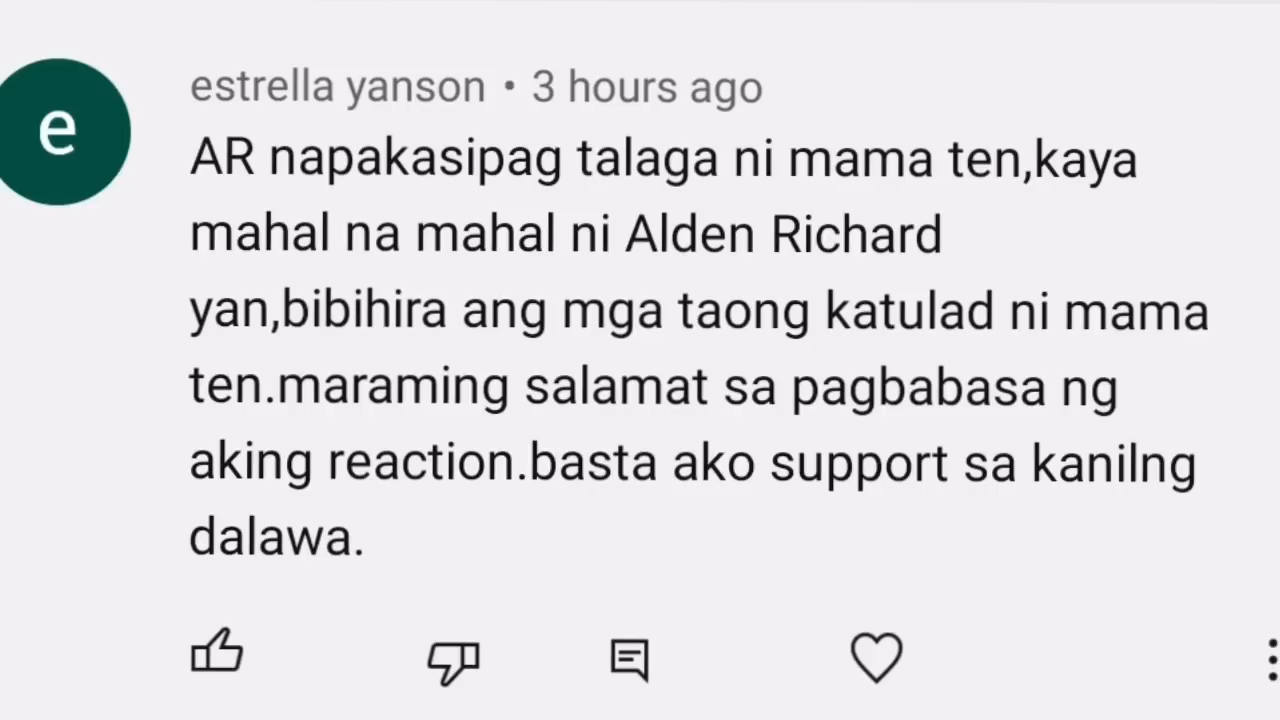 e
estrella yanson • 3 hours ago
AR napakasipag talaga ni mama ten,kaya
mahal na mahal ni Alden Richard
yan,bibihira ang mga taong katulad ni mama
ten.maraming salamat sa pagbabasa ng
aking reaction.basta ako support sa kanilng
dalawa.